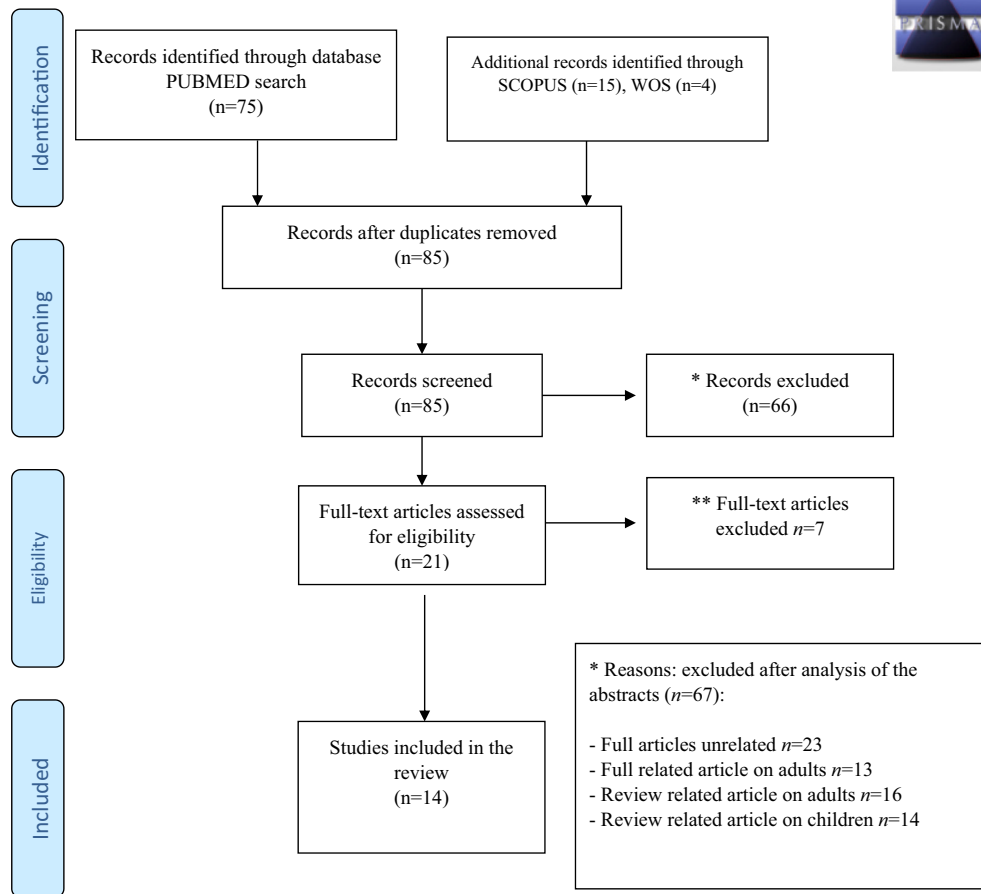 PRISMA
Identification
Records identified through database
PUBMED search
(n=75)
Additional records identified through
SCOPUS (n=15), WOS (n=4)
Records after duplicates removed
(n=85)
Screening
Records screened
(n=85)
* Records excluded
(n=66)
Eligibility
Full-text articles assessed
for eligibility
(n=21)
** Full-text articles
excluded n=7
Included
Studies included in the
review
(n=14)
* Reasons: excluded after analysis of the
abstracts (n=67):
- Full articles unrelated n=23
- Full related article on adults n=13
- Review related article on adults n=16
- Review related article on children n=14